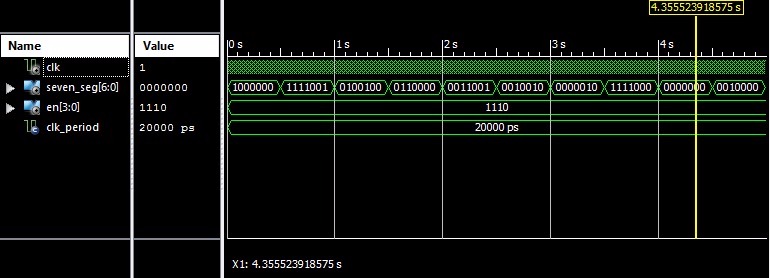 4.355523918575 s
Name Value 0 s 1 s 2 s 3 s 4 s
clk 1
seven_seg[6:0] 0000000 1000000 1111001 0100100 0110000 0011001 0010010 0000010 1111000 0000000 0010000
en[3:0] 1110 1110
clk_period 20000 ps 20000 ps
X1: 4.355523918575 s